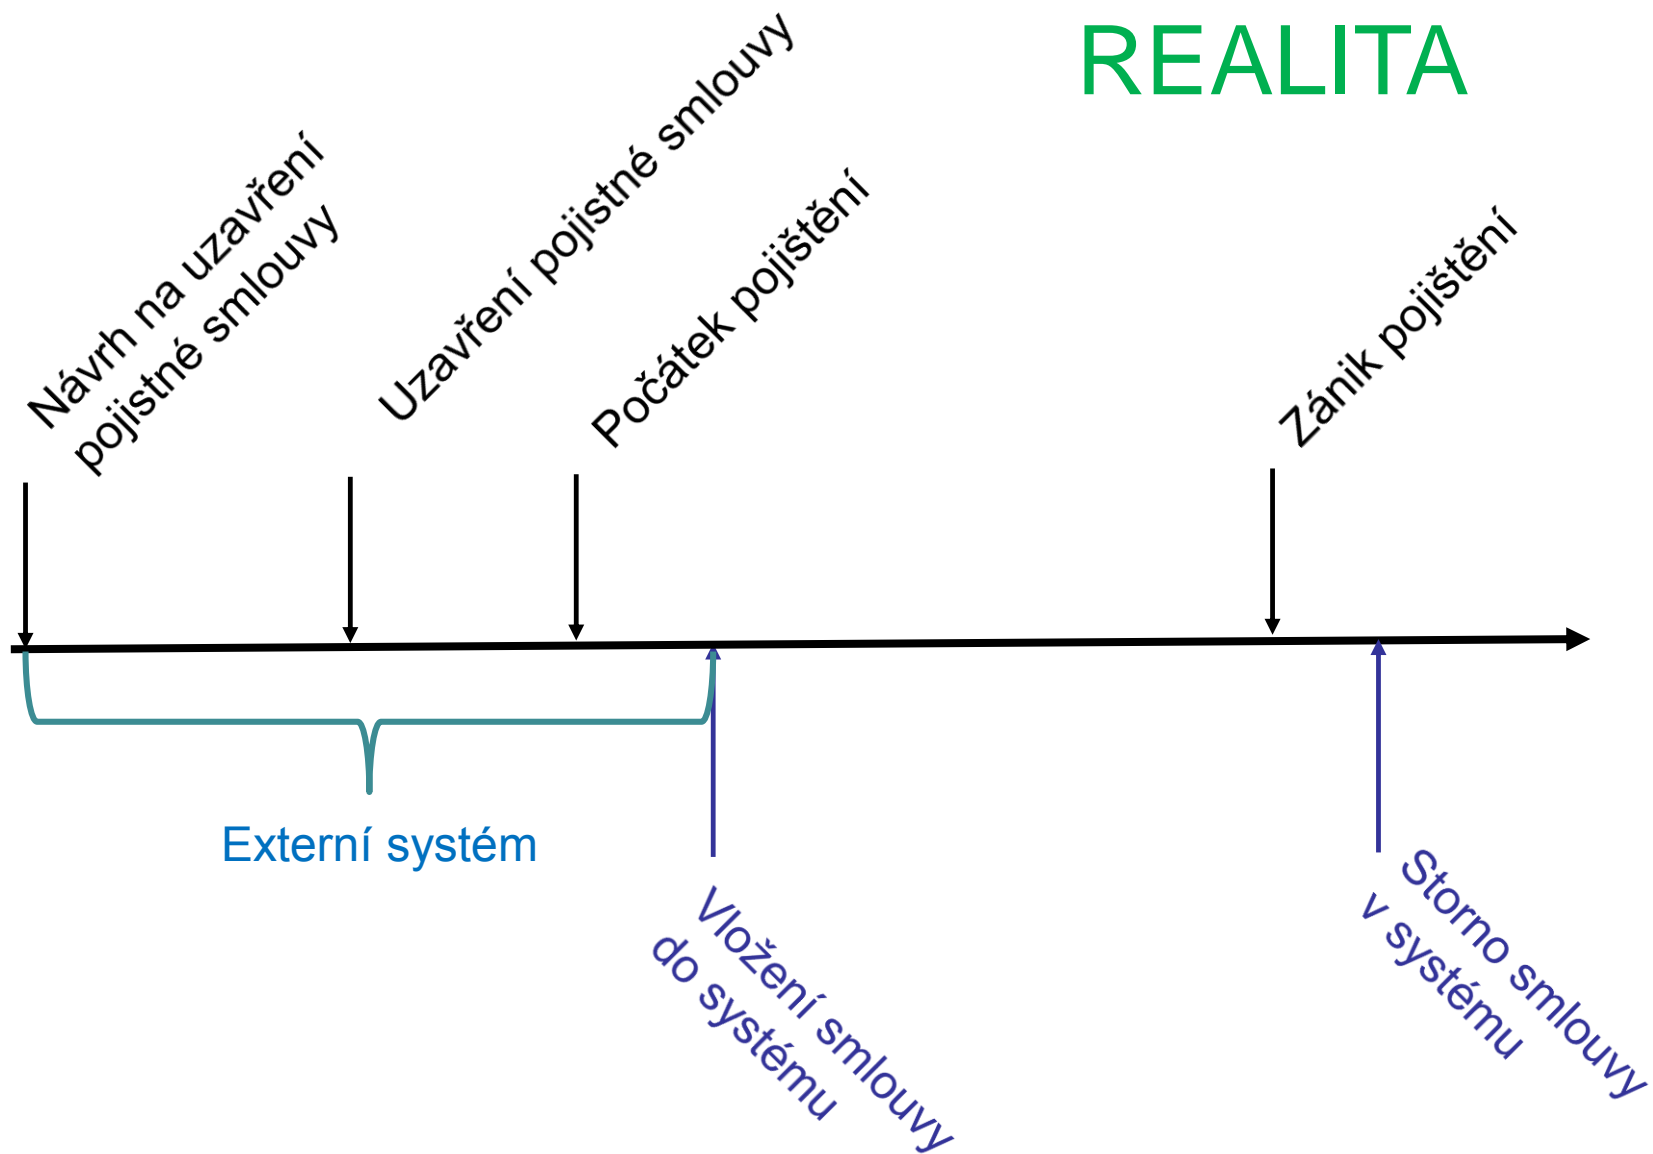 REALITA
Návrh na uzavření
pojistné smlouvy
Uzavření pojistné smlouvy
Počátek pojištění
Zánik pojištění
Externí systém
Vložení smlouvy
do systému
Storno smlouvy
v systému